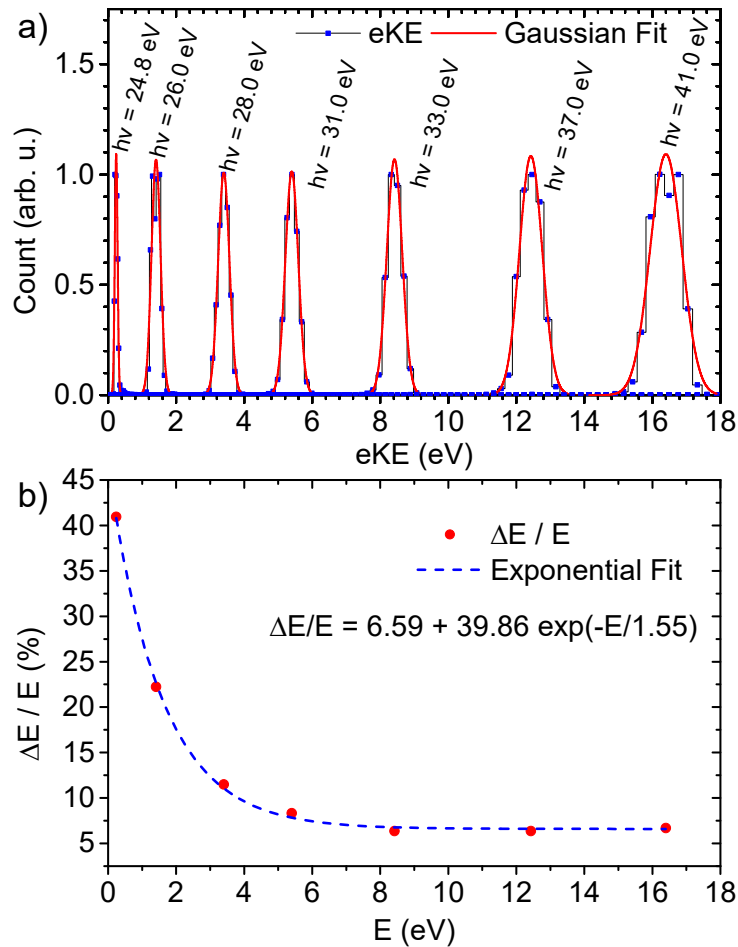 a)
eKE
Gaussian Fit
hν = 24.8 eV
hν = 26.0 eV
hν = 28.0 eV
hν = 31.0 eV
hν = 33.0 eV
hν = 37.0 eV
hν = 41.0 eV
1.5
1.0
0.5
0.0
Count (arb. u.)
0 2 4 6 8 10 12 14 16 18
eKE (eV)
b)
45
40
35
30
25
20
15
10
5
0
ΔE / E (%)
ΔE / E
Exponential Fit
ΔE/E = 6.59 + 39.86 exp(-E/1.55)
0 2 4 6 8 10 12 14 16 18
E (eV)